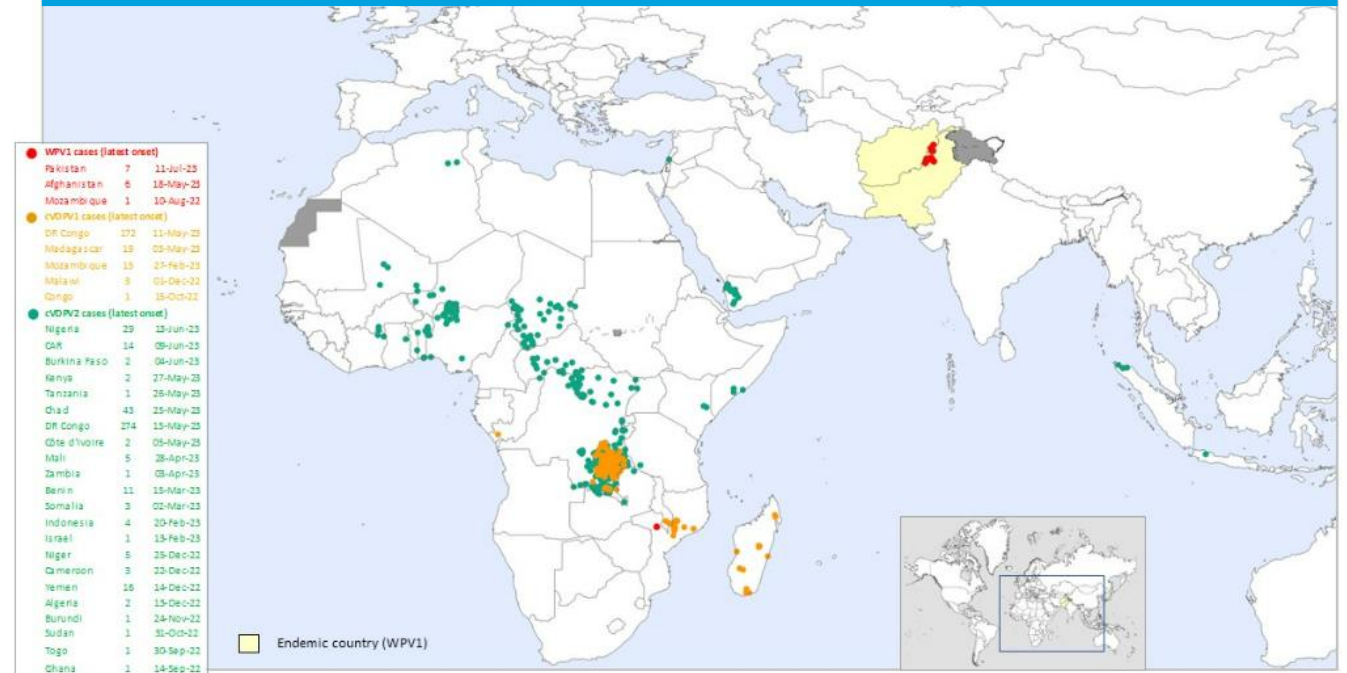 WPV1 cases (latest onset)
Pakistan 7 11-Jul-23
Afghanistan 6 18-May-23
Mozambique 1 10-Aug-22
cVDPV1 cases (latest onset)
DR Congo 172 11-May-23
Madagascar 19 05-May-23
Mozambique 15 27-Feb-23
Malawi 3 01-Dec-22
Congo 1 15-Oct-22
cVDPV2 cases (latest onset)
Nigeria 29 13-Jun-23
CAR 14 09-Jun-23
Burkina Faso 2 04-Jun-23
Kenya 2 27-May-23
Tanzania 1 26-May-23
Chad 43 25-May-23
DR Congo 274 15-May-23
Côte d'Ivoire 2 05-May-23
Mali 5 28-Apr-23
Zambia 1 03-Apr-23
Benin 11 15-Mar-23
Somalia 3 02-Mar-23
Indonesia 4 20-Feb-23
Israel 1 13-Feb-23
Niger 5 25-Dec-22
Cameroon 3 22-Dec-22
Yemen 16 14-Dec-22
Algeria 2 13-Dec-22
Burundi 1 24-Nov-22
Sudan 1 31-Oct-22
Togo 1 30-Sep-22
Ghana 1 14-Sep-22
Endemic country (WPV1)